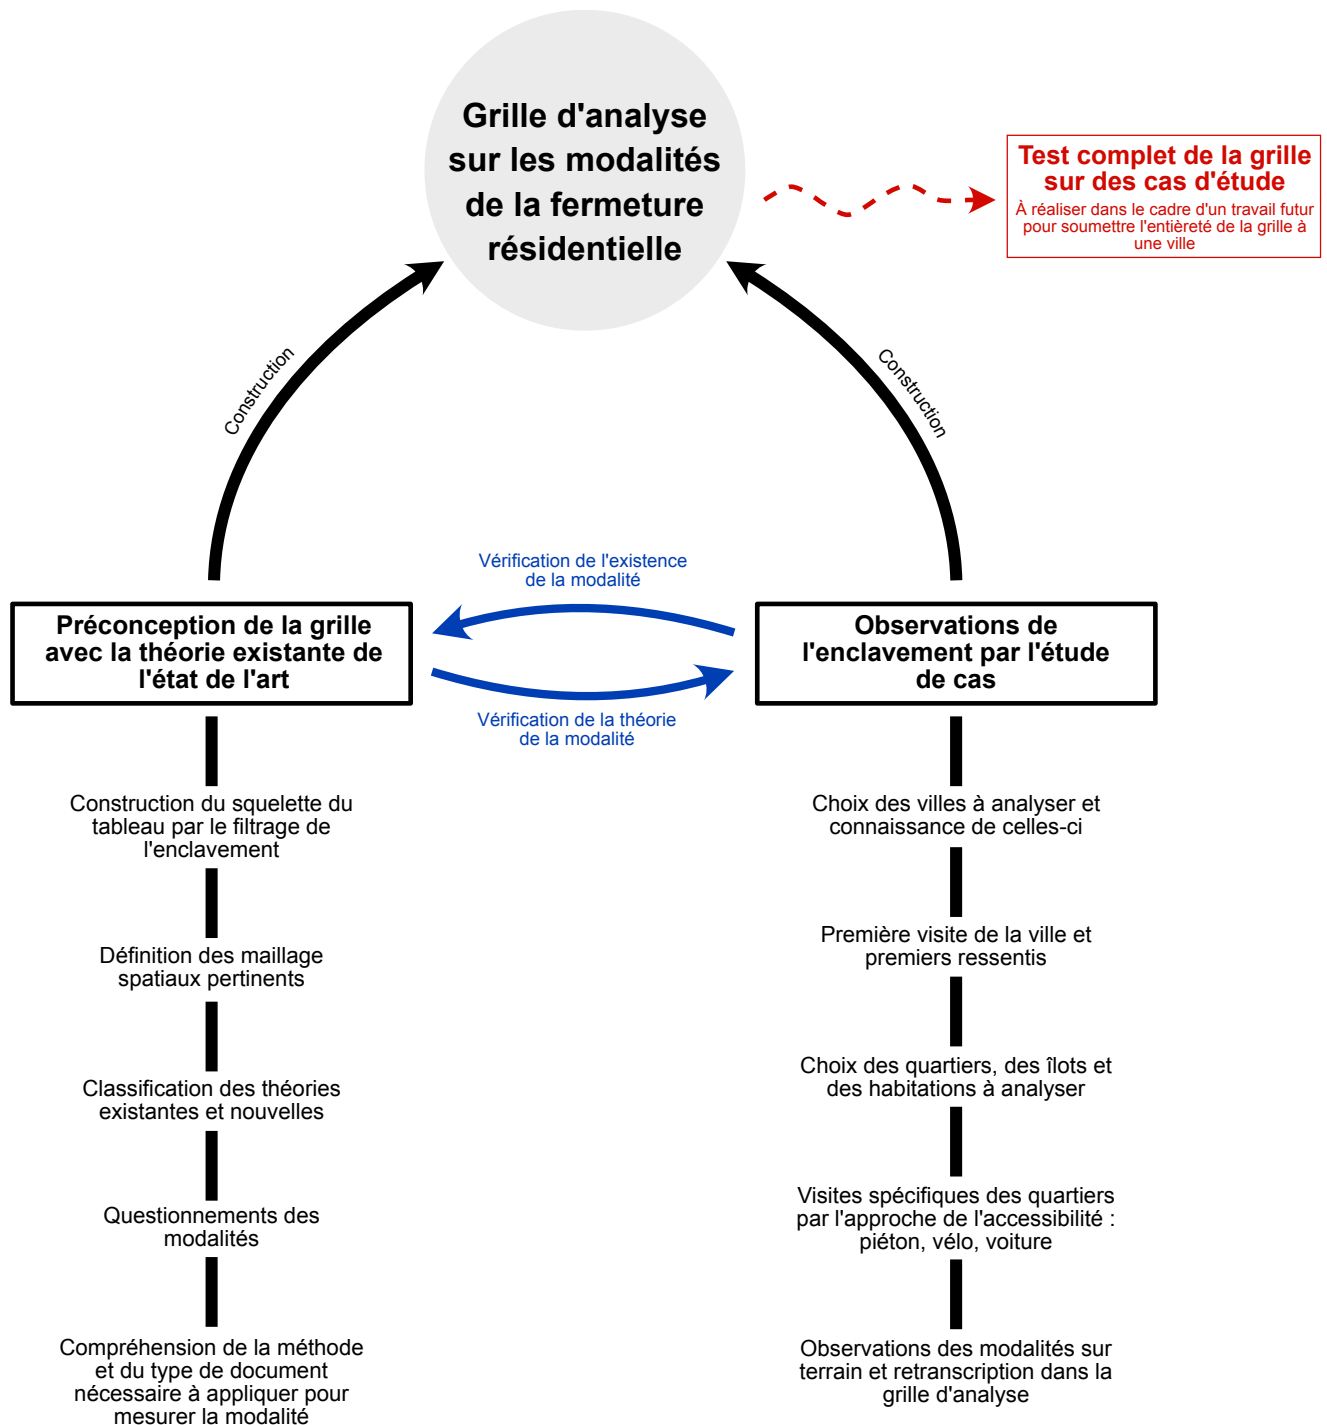 Grille d'analyse
sur les modalités
de la fermeture
résidentielle
Test complet de la grille
sur des cas d'étude
À réaliser dans le cadre d'un travail futur
pour soumettre l'entièreté de la grille à
une ville
Construction
Construction
Vérification de l'existence
de la modalité
Préconception de la grille
avec la théorie existante de
l'état de l'art
Observations de
l'enclavement par l'étude
de cas
Vérification de la théorie
de la modalité
Construction du squelette du
tableau par le filtrage de
l'enclavement
Définition des maillage
spatiaux pertinents
Classification des théories
existantes et nouvelles
Questionnements des
modalités
Compréhension de la méthode
et du type de document
nécessaire à appliquer pour
mesurer la modalité
Choix des villes à analyser et
connaissance de celles-ci
Première visite de la ville et
premiers ressentis
Choix des quartiers, des îlots et
des habitations à analyser
Visites spécifiques des quartiers
par l'approche de l'accessibilité :
piéton, vélo, voiture
Observations des modalités sur
terrain et retranscription dans la
grille d'analyse